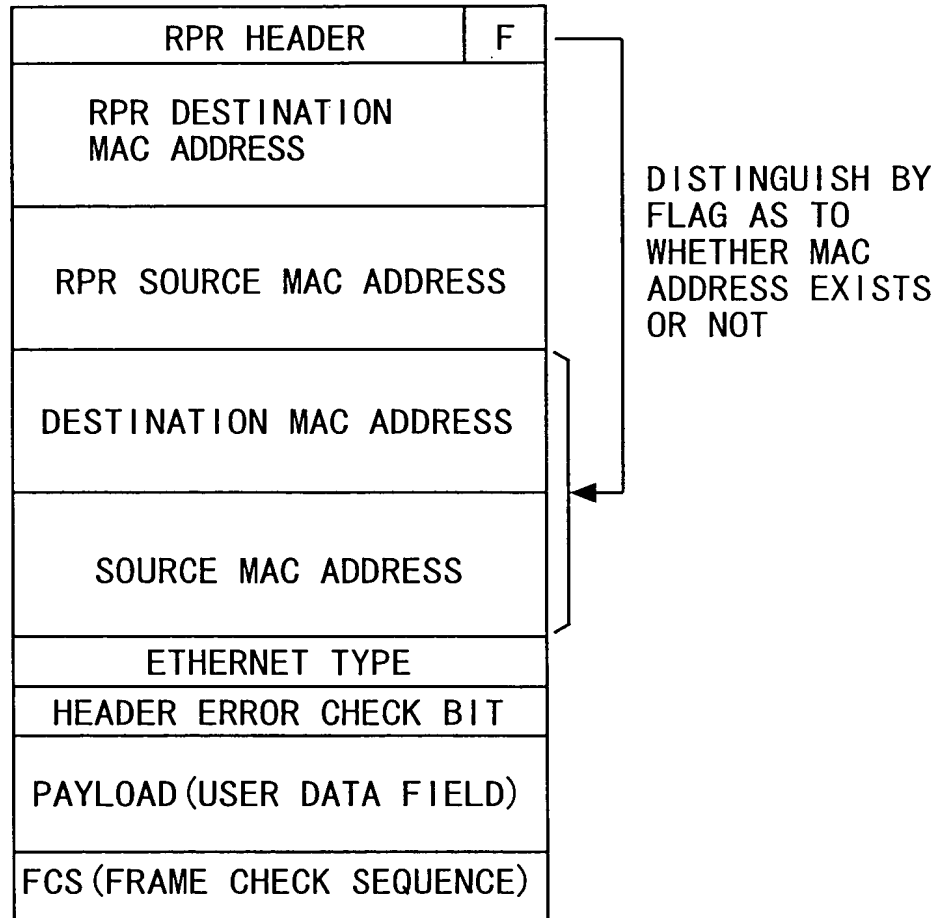 RPR HEADER F
RPR DESTINATION
MAC ADDRESS
RPR SOURCE MAC ADDRESS
DESTINATION MAC ADDRESS
SOURCE MAC ADDRESS
ETHERNET TYPE
HEADER ERROR CHECK BIT
PAYLOAD(USER DATA FIELD)
FCS(FRAME CHECK SEQUENCE)
DISTINGUISH BY
FLAG AS TO
WHETHER MAC
ADDRESS EXISTS
OR NOT